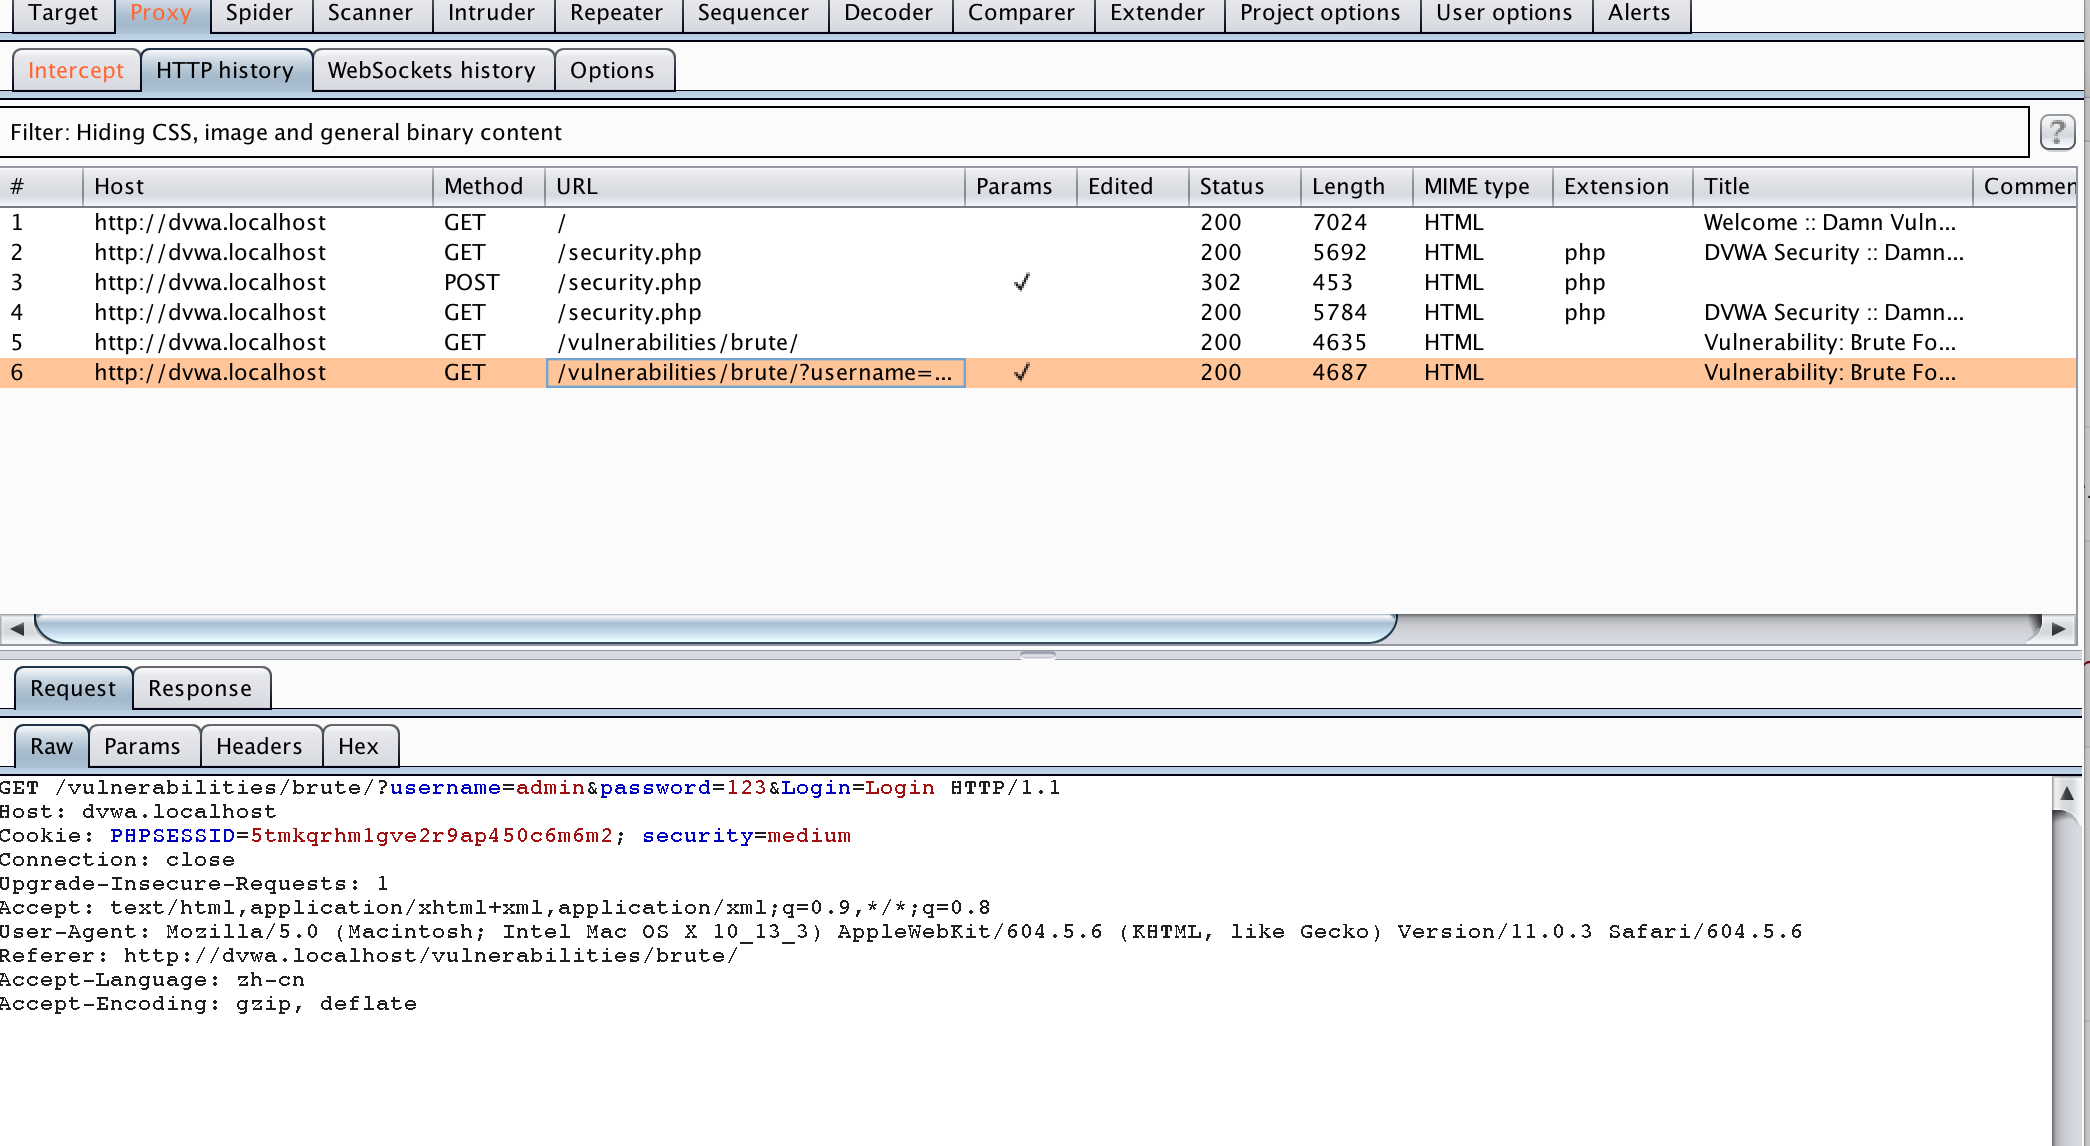 Target Proxy Spider Scanner Intruder Repeater Sequencer Decoder Comparer Extender Project options User options Alerts
Intercept HTTP history WebSockets history Options
Filter: Hiding CSS, image and general binary content ?
# Host Method URL Params Edited Status Length MIME type Extension Title Commen
1 http://dvwa.localhost GET / 200 7024 HTML Welcome :: Damn Vuln...
2 http://dvwa.localhost GET /security.php 200 5692 HTML php DVWA Security :: Damn...
3 http://dvwa.localhost POST /security.php ✓ 302 453 HTML php
4 http://dvwa.localhost GET /security.php 200 5784 HTML php DVWA Security :: Damn...
5 http://dvwa.localhost GET /vulnerabilities/brute/ 200 4635 HTML Vulnerability: Brute Fo...
6 http://dvwa.localhost GET /vulnerabilities/brute/?username=... ✓ 200 4687 HTML Vulnerability: Brute Fo...
Request Response
Raw Params Headers Hex
GET /vulnerabilities/brute/?username=admin&password=123&Login=Login HTTP/1.1
Host: dvwa.localhost
Cookie: PHPSESSID=5tmkqrhm1gve2r9ap450c6m6m2; security=medium
Connection: close
Upgrade-Insecure-Requests: 1
Accept: text/html,application/xhtml+xml,application/xml;q=0.9,*/*;q=0.8
User-Agent: Mozilla/5.0 (Macintosh; Intel Mac OS X 10_13_3) AppleWebKit/604.5.6 (KHTML, like Gecko) Version/11.0.3 Safari/604.5.6
Referer: http://dvwa.localhost/vulnerabilities/brute/
Accept-Language: zh-cn
Accept-Encoding: gzip, deflate